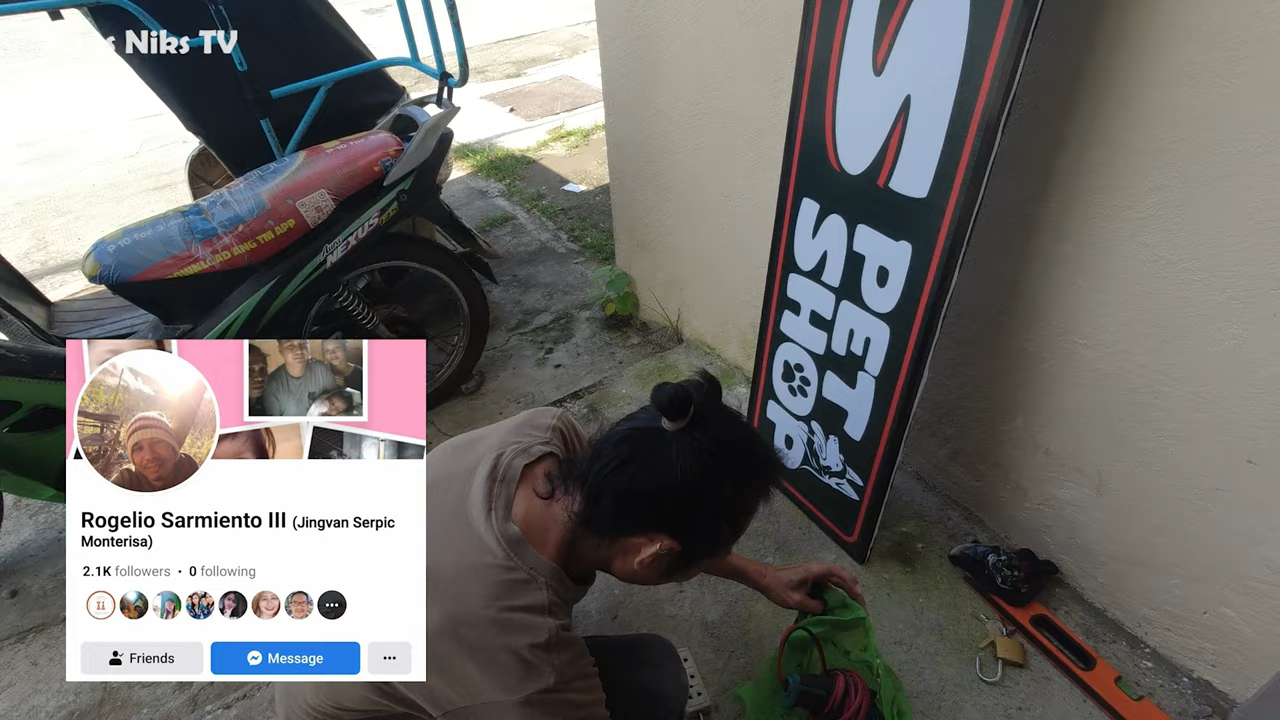 s Niks TV
DOWNLOAD ANG TM APP
Aura
NEXUS
S
PET
SHOP
Rogelio Sarmiento III (Jingvan Serpic
Monterisa)
2.1K followers • 0 following
Friends
Message